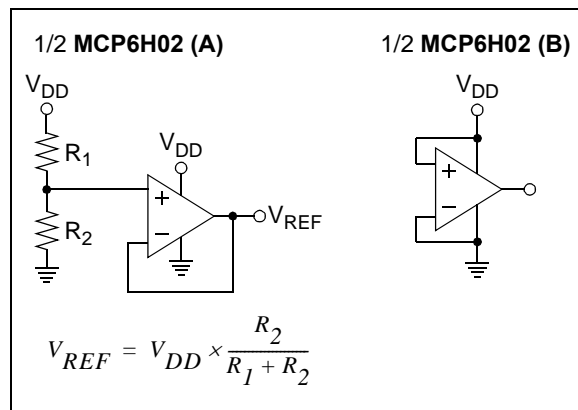 1/2 MCP6H02 (A)
1/2 MCP6H02 (B)
VDD
VDD
R1
VDD
+
+
VREF
–
–
R2
VREF = VDD × R2 / R1 + R2